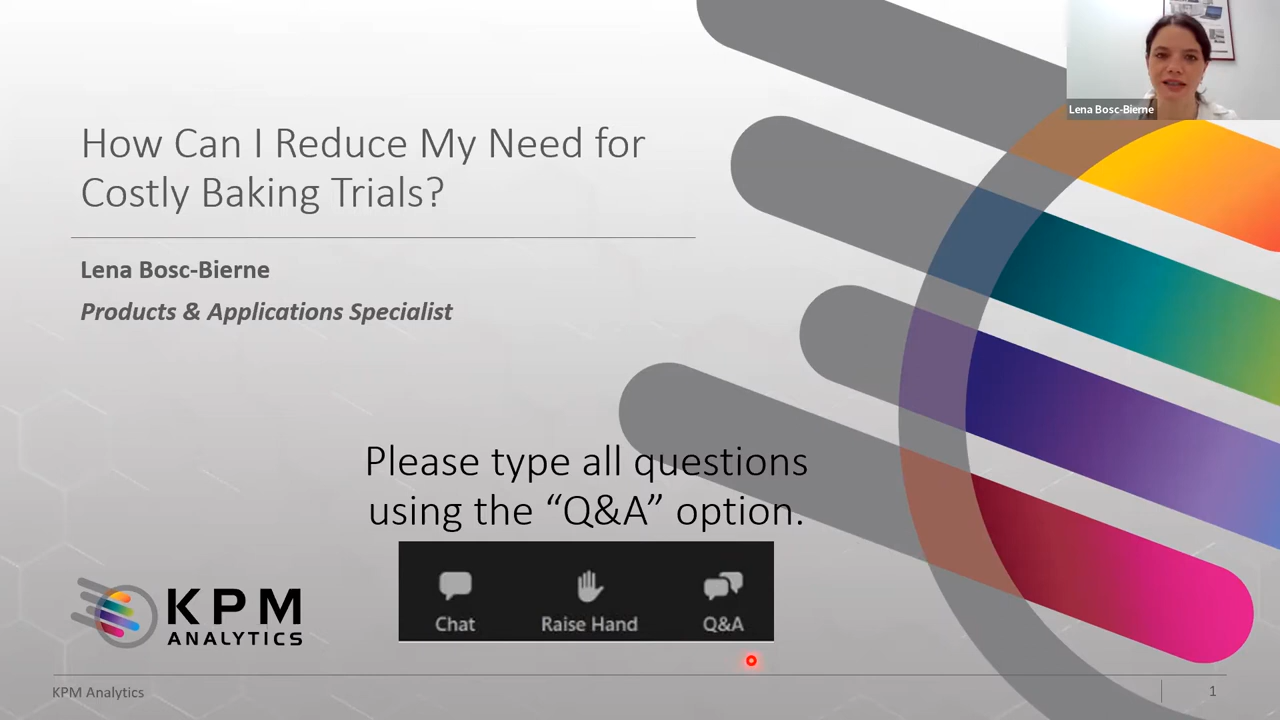 Lena Bosc-Bierne
How Can I Reduce My Need for
Costly Baking Trials?
Lena Bosc-Bierne
Products & Applications Specialist
Please type all questions
using the “Q&A” option.
Chat Raise Hand Q&A
KPM
ANALYTICS
KPM Analytics 1